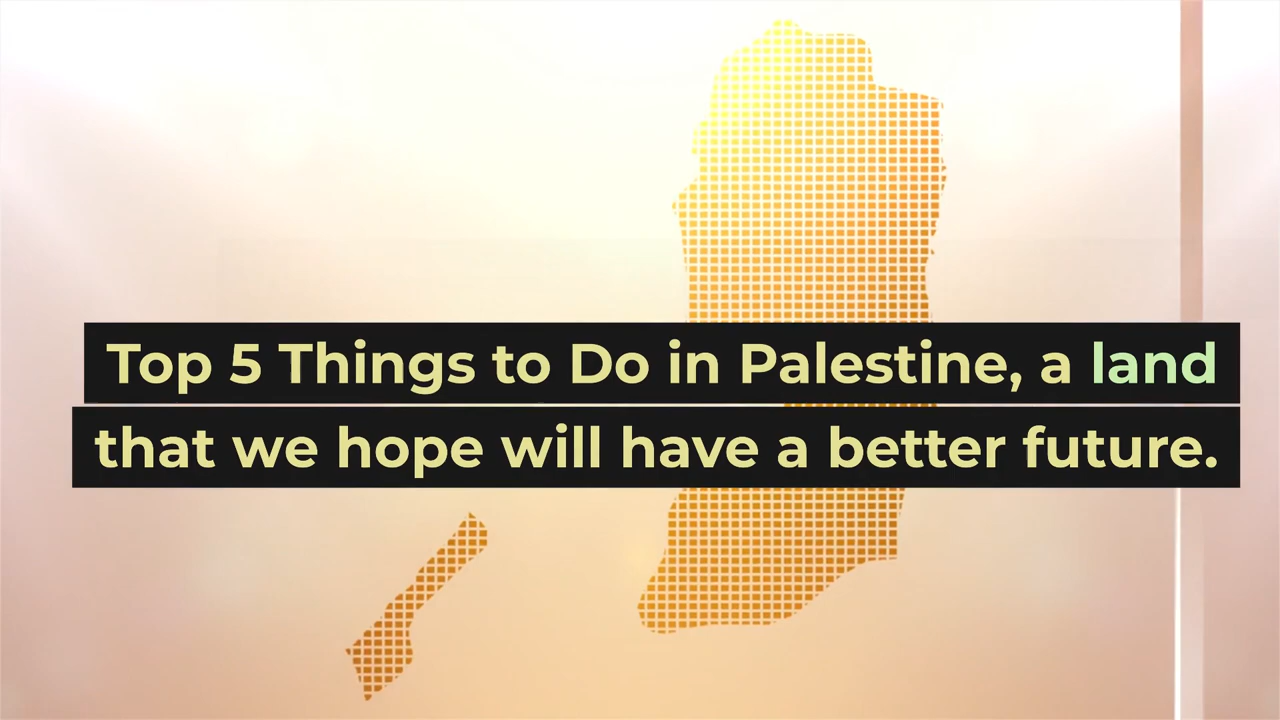 Top 5 Things to Do in Palestine, a land
that we hope will have a better future.